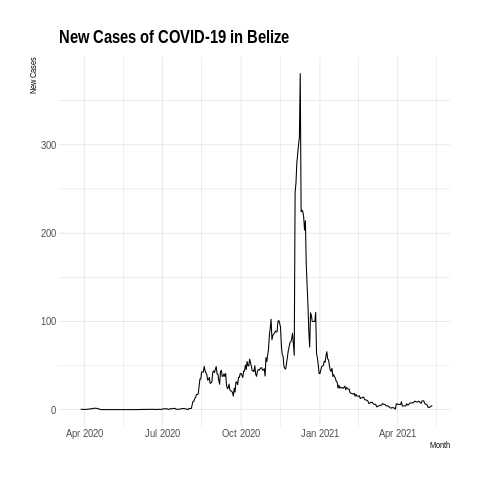 New Cases of COVID-19 in Belize
New Cases
300
200
100
0
Apr 2020 Jul 2020 Oct 2020 Jan 2021 Apr 2021
Month